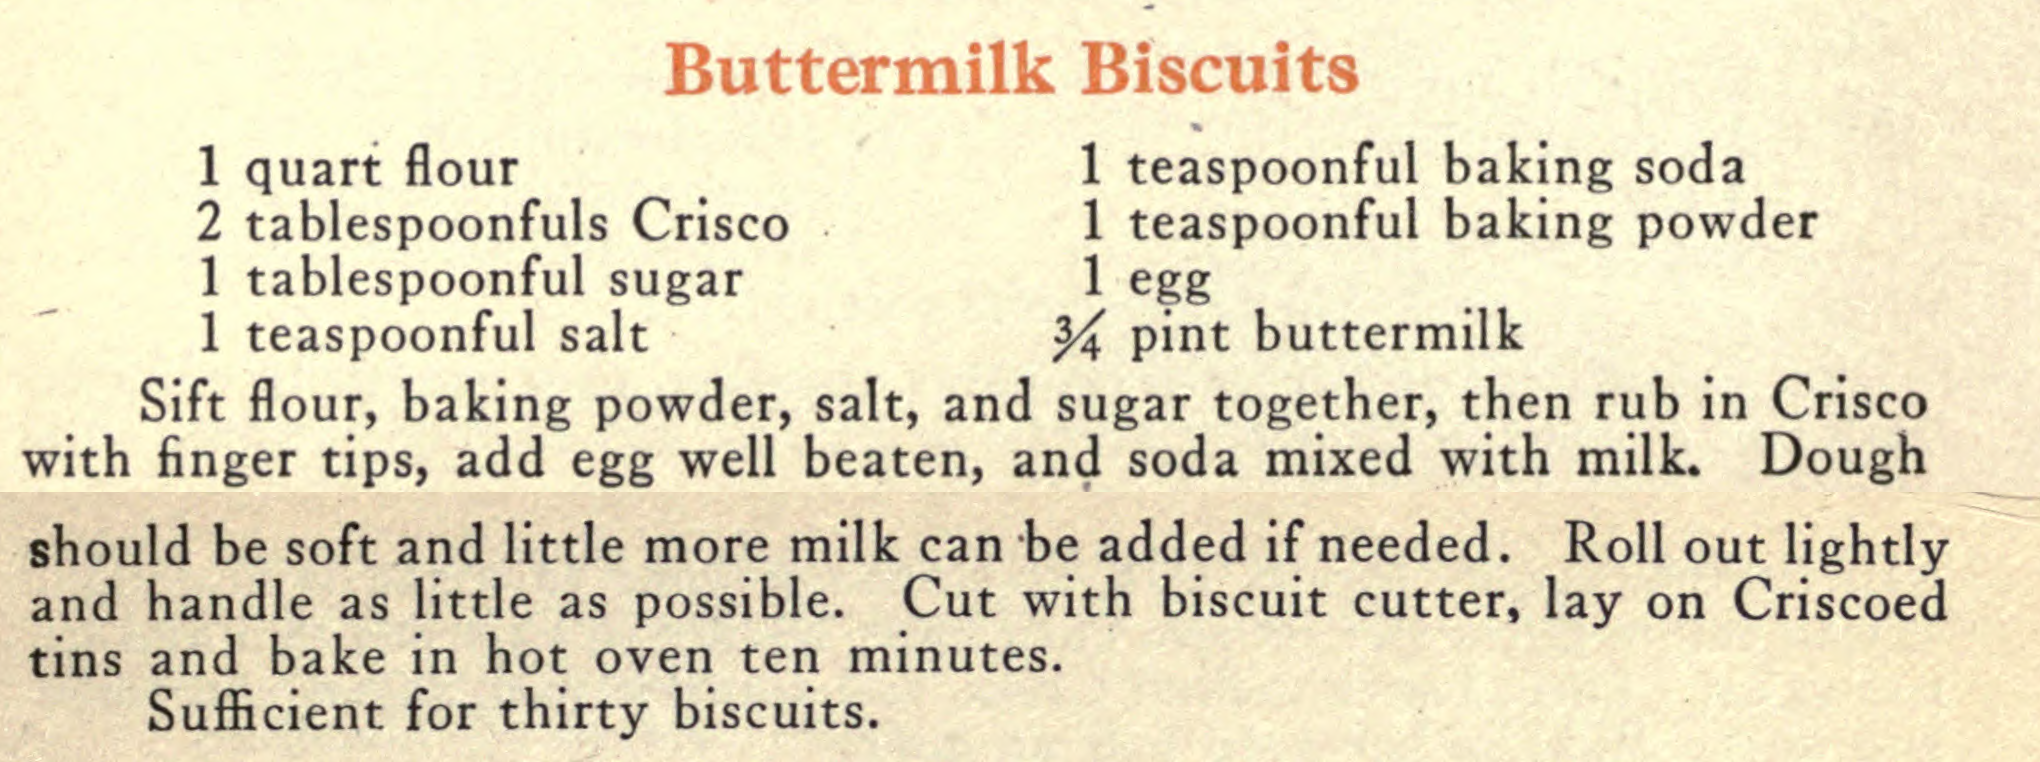 Buttermilk Biscuits
1 quart flour
2 tablespoonfuls Crisco
1 tablespoonful sugar
1 teaspoonful salt
1 teaspoonful baking soda
1 teaspoonful baking powder
1 egg
¾ pint buttermilk
Sift flour, baking powder, salt, and sugar together, then rub in Crisco
with finger tips, add egg well beaten, and soda mixed with milk. Dough
should be soft and little more milk can be added if needed. Roll out lightly
and handle as little as possible. Cut with biscuit cutter, lay on Criscoed
tins and bake in hot oven ten minutes.
Sufficient for thirty biscuits.